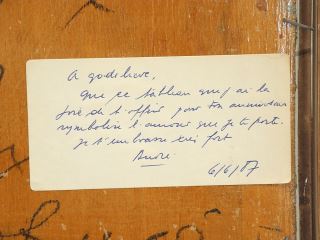 A godelieve,
que ce tableau que j'ai la
joie de t'offrir pour ton anniversaire
symbolise l'amour que je te porte.
je t'embrasse très fort
André
6/6/87